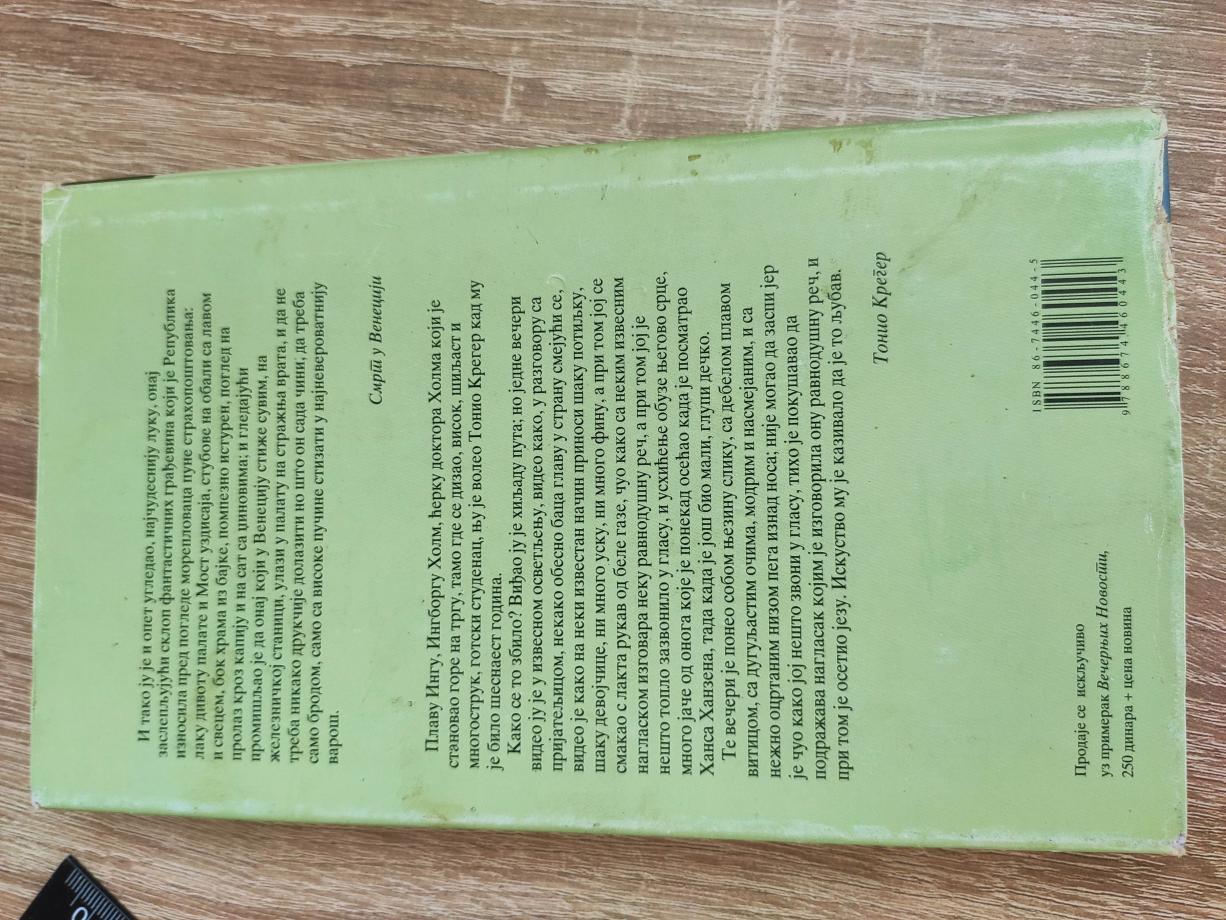 И тако ју је и опет угледао, најчудеснију луку, онај
заслепљујући склоп фантастичних грађевина који је Република
износила пред погледе морепловаца пуне страхопоштовања:
лаку дивоту палате и Мост уздисаја, стубове на обали са лавом
и свецем, бок храма из бајке, помпезно истурен, поглед на
пролаз кроз капију и на сат са џиновима; и гледајући
промишљао је да онај који у Венецију стиже сувим, на
железничкој станици, улази у палату на стражња врата, и да не
треба никако друкчије долазити но што он сада чини, да треба
само бродом, само са високе пучине стизати у најневероватнију
варош.
Смрт у Венецији
Плаву Ингу, Ингборгу Холм, ћерку доктора Холма који је
становао горе на тргу, тамо где се дизао, висок, шиљаст и
многострук, готски студенац, њу је волео Тонио Крегер кад му
је било шеснаест година.
Како се то збило? Виђао ју је хиљаду пута; но једне вечери
видео ју је у извесном осветљењу, видео како, у разговору са
пријатељицом, некако обесно баца главу у страну смејући се,
видео је како на неки известан начин приноси шаку потиљку,
шаку девојчице, ни много уску, ни много фину, а при том јој се
смакао с лакта рукав од беле газе, чуо како са неким извесним
нагласком изговара неку равнодушну реч, а при том јој је
нешто топло зазвонило у гласу, и усхићење обузе његово срце,
много јаче од онога које је понекад осећао када је посматрао
Ханса Ханзена, тада када је још био мали, глупи дечко.
Те вечери је понео собом њезину слику, са дебелом плавом
витицом, са дугуљастим очима, модрим и насмејаним, и са
нежно оцртаним низом пега изнад носа; није могао да заспи јер
је чуо како јој нешто звони у гласу, тихо је покушавао да
подражава нагласак којим је изговорила ону равнодушну реч, и
при том је осетио језу. Искуство му је казивало да је то љубав.
Тонио Крегер
Продаје се искључиво
уз примерак Вечерњих Новости,
250 динара + цена новина
ISBN 86-7446-044-5
9 788674 460443
0